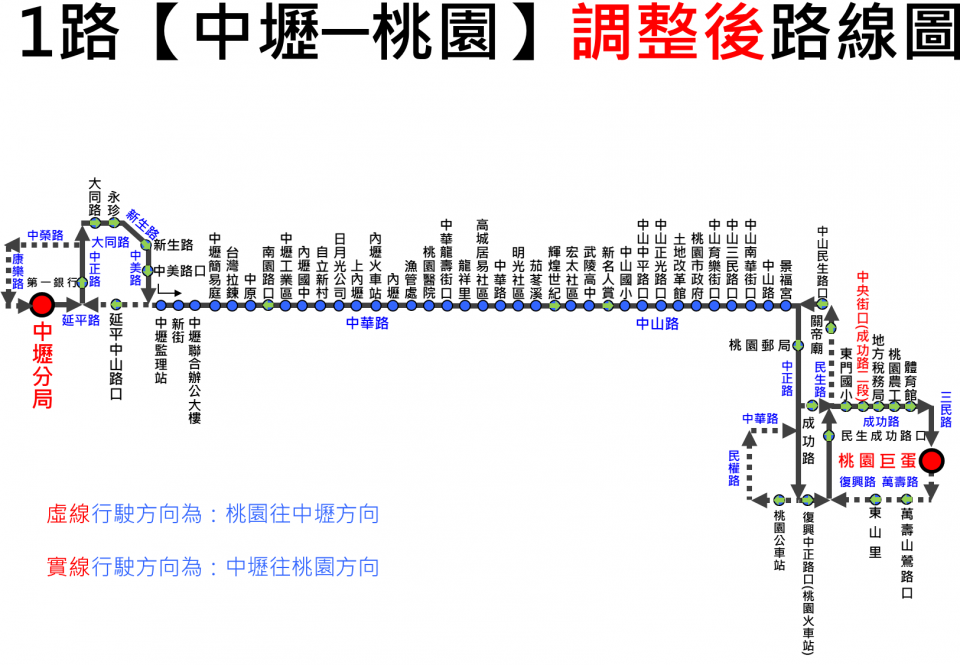 1路【中壢—桃園】調整後路線圖
大同路
永珍
新生路
新生路
中榮路
康樂路
中正路
大同路
中美路
中美路口
第一銀行
延平路
中壢分局
延平中山路口
中壢監理站
新街
中壢聯合辦公大樓
中壢簡易庭
台灣拉鍊
中原
南園路口
中壢工業區
內壢國中
自立新村
日月光公司
上內壢
內壢火車站
內壢
漁管處
桃園醫院
中華龍壽街口
龍祥里
高城居易社區
中華路
明光社區
茄苳溪
輝煌世紀
宏太社區
武陵高中
新名人賞
中山國小
中山中平路口
中山正光路口
土地改革館
桃園市政府
中山育樂街口
中山三民路口
中山南華街口
中山路
景福宮
中華路
中山路
中山民生路口
關帝廟
桃園郵局
中正路
民生路
東門國小
中央街口(成功路二段)
地方稅務局
桃園農工
體育館
三民路
成功路
成功路
民生成功路口
桃園巨蛋
中華路
民權路
復興路
萬壽路
桃園公車站
復興中正路口(桃園火車站)
東山里
萬壽山鶯路口
虛線行駛方向為：桃園往中壢方向
實線行駛方向為：中壢往桃園方向